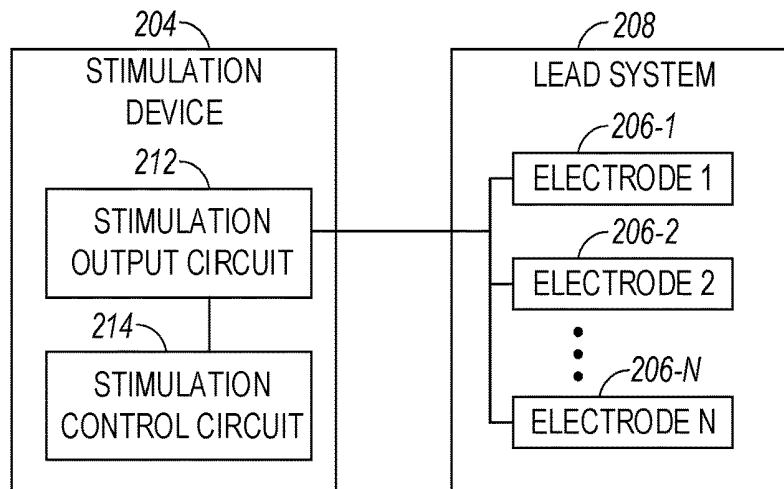 204
STIMULATION
DEVICE
212
STIMULATION
OUTPUT CIRCUIT
214
STIMULATION
CONTROL CIRCUIT
208
LEAD SYSTEM
206-1
ELECTRODE 1
206-2
ELECTRODE 2
206-N
ELECTRODE N